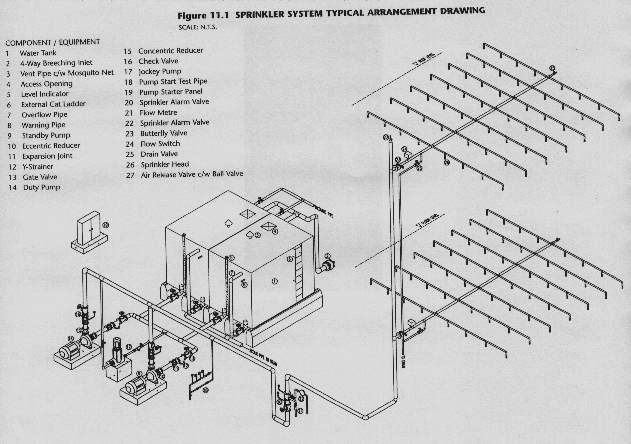 Figure 11.1 SPRINKLER SYSTEM TYPICAL ARRANGEMENT DRAWING
SCALE: N.T.S.
COMPONENT / EQUIPMENT
1 Water Tank
2 4-Way Breeching Inlet
3 Vent Pipe c/w Mosquito Net
4 Access Opening
5 Level Indicator
6 External Cat Ladder
7 Overflow Pipe
8 Warning Pipe
9 Standby Pump
10 Eccentric Reducer
11 Expansion Joint
12 Y-Strainer
13 Gate Valve
14 Duty Pump
15 Concentric Reducer
16 Check Valve
17 Jockey Pump
18 Pump Start Test Pipe
19 Pump Starter Panel
20 Sprinkler Alarm Valve
21 Flow Metre
22 Sprinkler Alarm Valve
23 Butterfly Valve
24 Flow Switch
25 Drain Valve
26 Sprinkler Head
27 Air Release Valve c/w Ball Valve